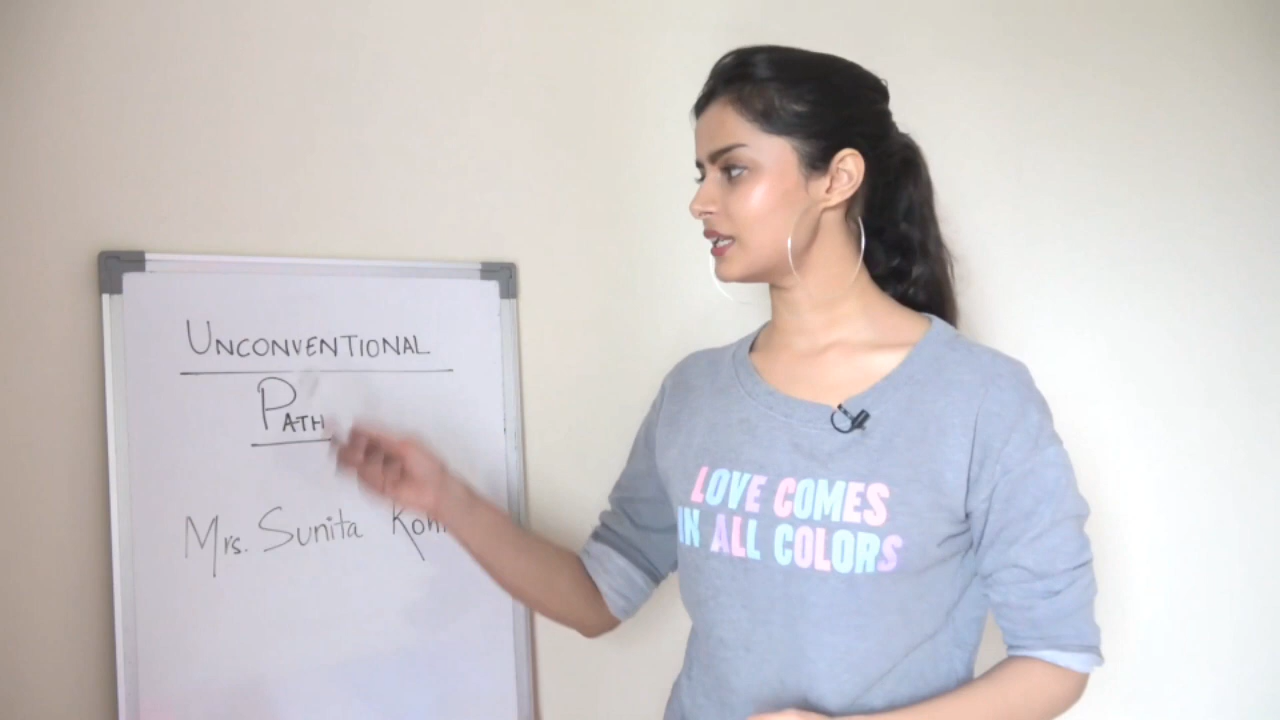 UNCONVENTIONAL
PATH
Mrs. Sunita
LOVE COMES
IN ALL COLORS